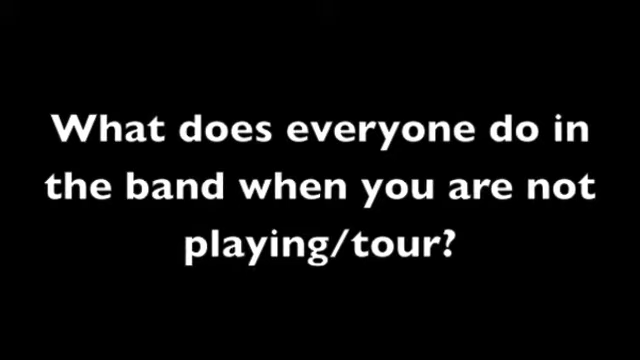 What does everyone do in
the band when you are not
playing/tour?